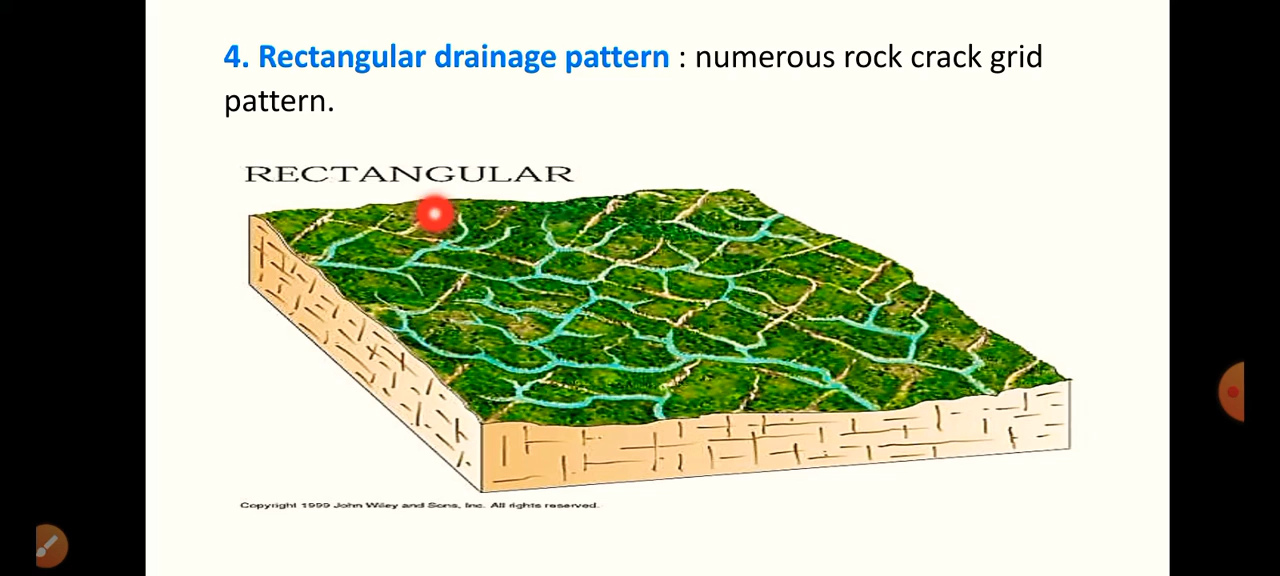 4. Rectangular drainage pattern : numerous rock crack grid
pattern.
RECTANGULAR
Copyright 1999 John Wiley and Sons, Inc. All rights reserved.